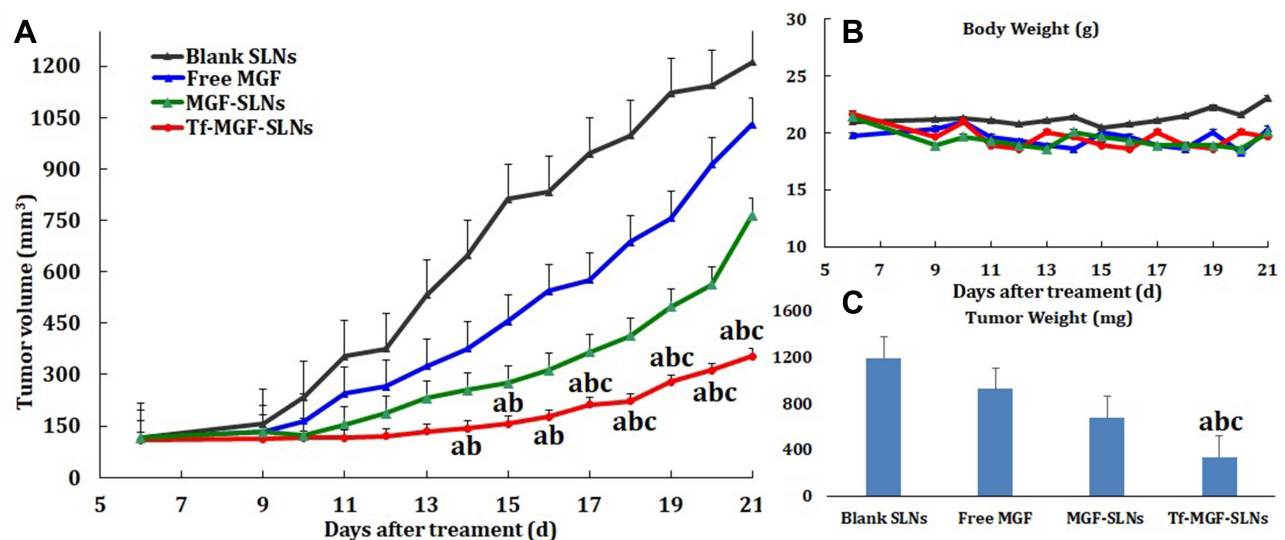 A
Blank SLNs
Free MGF
MGF-SLNs
Tf-MGF-SLNs
Tumor volume (mm³)
1200
1050
900
750
600
450
300
150
0
ab
ab
ab
abc
abc
abc
abc
abc
5 7 9 11 13 15 17 19 21
Days after treament (d)
B
Body Weight (g)
30
25
20
15
10
5 7 9 11 13 15 17 19 21
Days after treament (d)
C
Tumor Weight (mg)
1600
1200
800
400
0
abc
Blank SLNs Free MGF MGF-SLNs Tf-MGF-SLNs